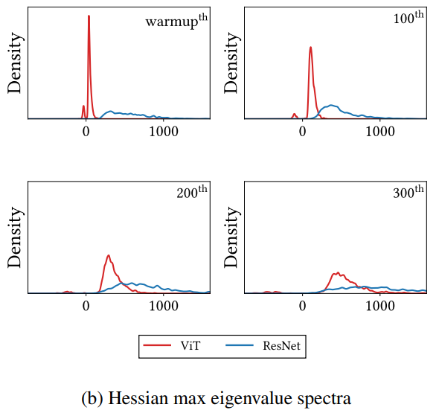 Density
warmup^th
0
1000
Density
100^th
0
1000
Density
200^th
0
1000
Density
300^th
0
1000
ViT
ResNet
(b) Hessian max eigenvalue spectra